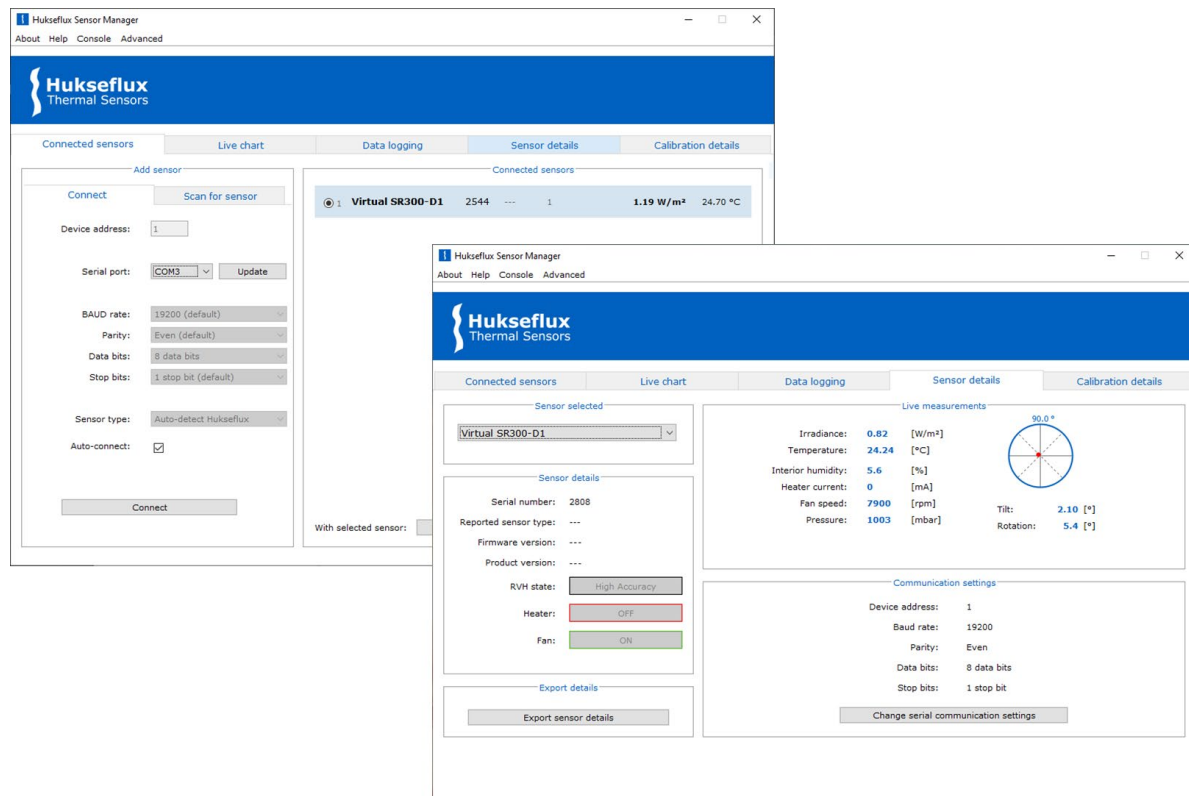 Hukseflux Sensor Manager
About Help Console Advanced
Hukseflux
Thermal Sensors
Connected sensors Live chart Data logging Sensor details Calibration details
Add sensor
Connect Scan for sensor
Device address: 1
Serial port: COM3 Update
BAUD rate: 19200 (default)
Parity: Even (default)
Data bits: 8 data bits
Stop bits: 1 stop bit (default)
Sensor type: Auto-detect Hukseflux
Auto-connect:
Connect
Connected sensors
1 Virtual SR300-D1 2544 --- 1 1.19 W/m² 24.70 °C
With selected sensor:
Hukseflux Sensor Manager
About Help Console Advanced
Hukseflux
Thermal Sensors
Connected sensors Live chart Data logging Sensor details Calibration details
Sensor selected
Virtual SR300-D1
Sensor details
Serial number: 2808
Reported sensor type: ---
Firmware version: ---
Product version: ---
RVH state: High Accuracy
Heater: OFF
Fan: ON
Export details
Export sensor details
Live measurements
Irradiance: 0.82 [W/m²]
Temperature: 24.24 [°C]
Interior humidity: 5.6 [%]
Heater current: 0 [mA]
Fan speed: 7900 [rpm]
Pressure: 1003 [mbar]
90.0 °
Tilt: 2.10 [°]
Rotation: 5.4 [°]
Communication settings
Device address: 1
Baud rate: 19200
Parity: Even
Data bits: 8 data bits
Stop bits: 1 stop bit
Change serial communication settings